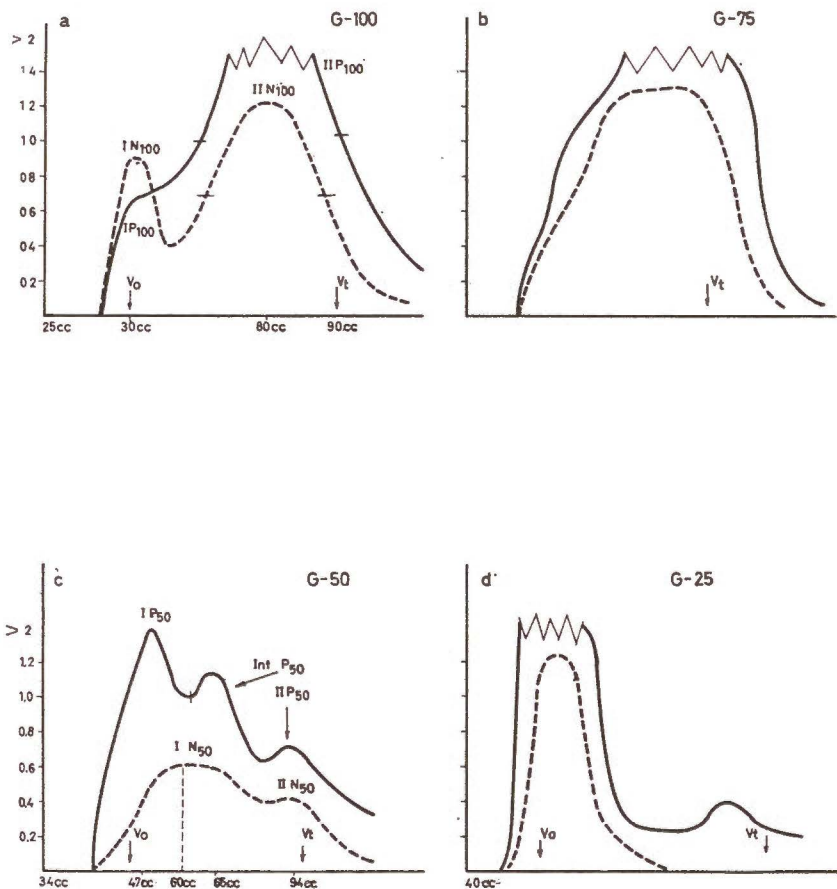 a G-100
> 2
1 4
1.2
1.0
0.8
0.6
0.4
0 2
I N100
IP100
II N100
II P100
Vo
Vt
25cc 30cc 80cc 90cc
b G-75
Vt
c G-50
> 2
1.2
1.0
0.8
0.6
0.4
0.2
I P50
Int P50
II P50
I N50
II N50
Vo
Vt
34cc 47cc 60cc 65cc 94cc
d G-25
Vo
Vt
40cc